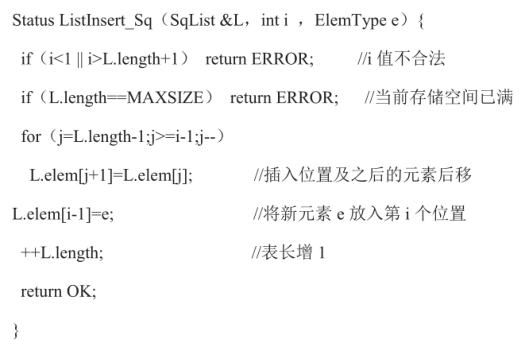 Status ListInsert_Sq（SqList &L，int i ，ElemType e）{
if（i<1 || i>L.length+1） return ERROR; //i 值不合法
if（L.length==MAXSIZE） return ERROR; //当前存储空间已满
for（j=L.length-1;j>=i-1;j--）
L.elem[j+1]=L.elem[j]; //插入位置及之后的元素后移
L.elem[i-1]=e; //将新元素 e 放入第 i 个位置
++L.length; //表长增 1
return OK;
}